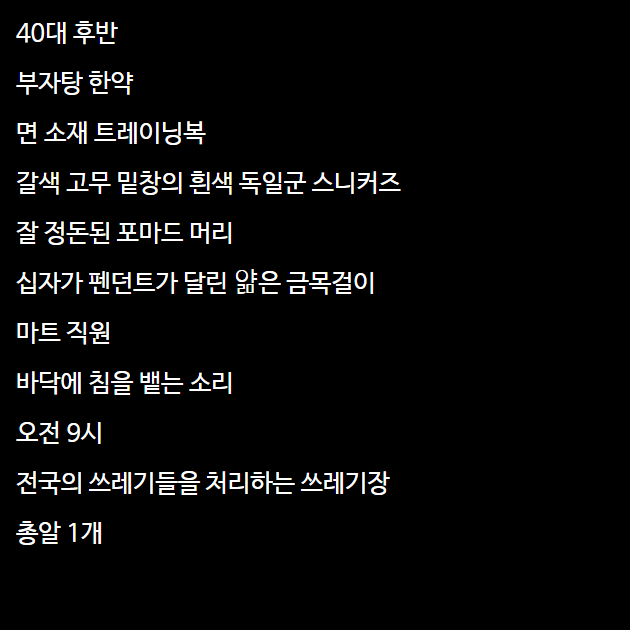 40대 후반
부자탕 한약
면 소재 트레이닝복
갈색 고무 밑창의 흰색 독일군 스니커즈
잘 정돈된 포마드 머리
십자가 펜던트가 달린 얆은 금목걸이
마트 직원
바닥에 침을 뱉는 소리
오전 9시
전국의 쓰레기들을 처리하는 쓰레기장
총알 1개